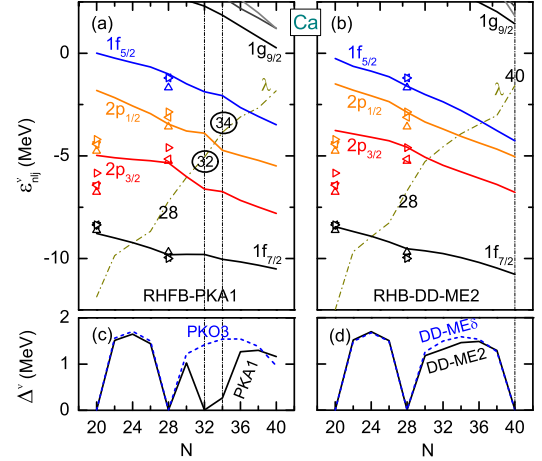 (a)
Ca
(b)
1g9/2
1g9/2
1f5/2
1f5/2
λ
λ
40
2p1/2
2p1/2
34
2p3/2
2p3/2
32
28
28
1f7/2
1f7/2
RHFB-PKA1
RHB-DD-ME2
0
-5
-10
ε^ν_nlj (MeV)
(c)
PKO3
PKA1
(d)
DD-MEδ
DD-ME2
2
1
0
Δ^ν (MeV)
20 24 28 32 36 40
20 24 28 32 36 40
N
N